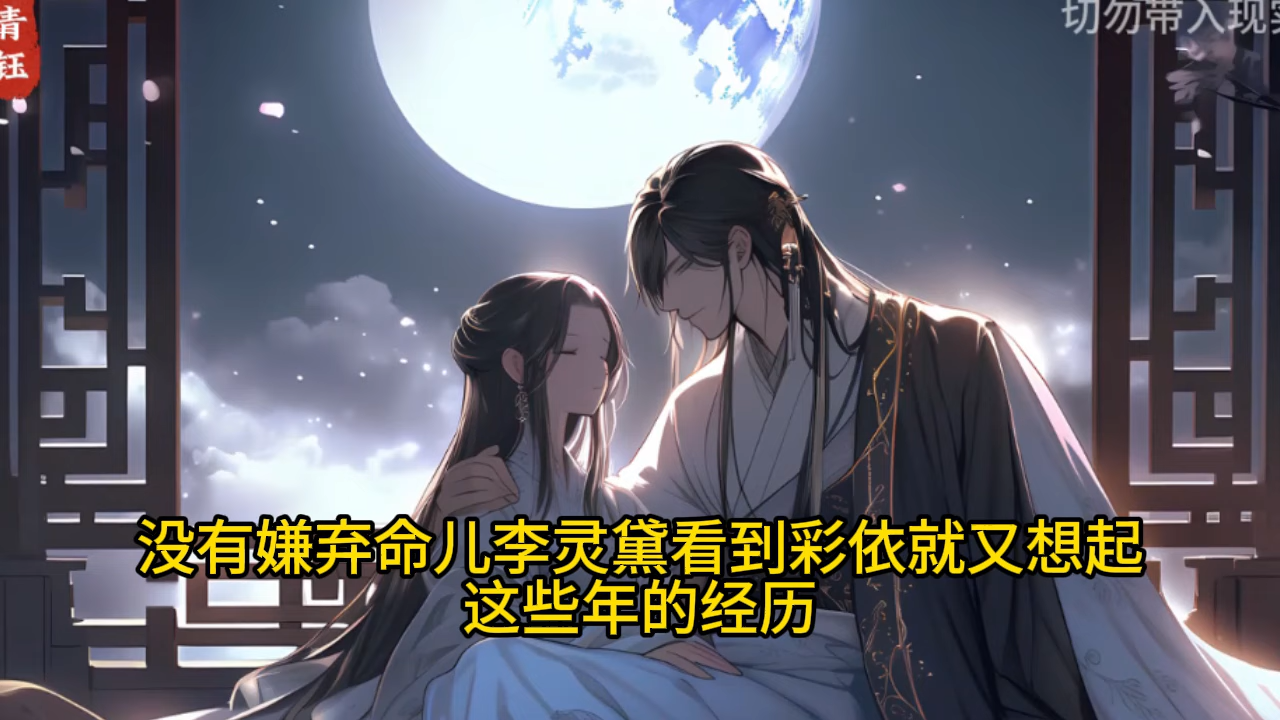 情
钰
切勿带入现实
没有嫌弃命儿李灵黛看到彩依就又想起
这些年的经历